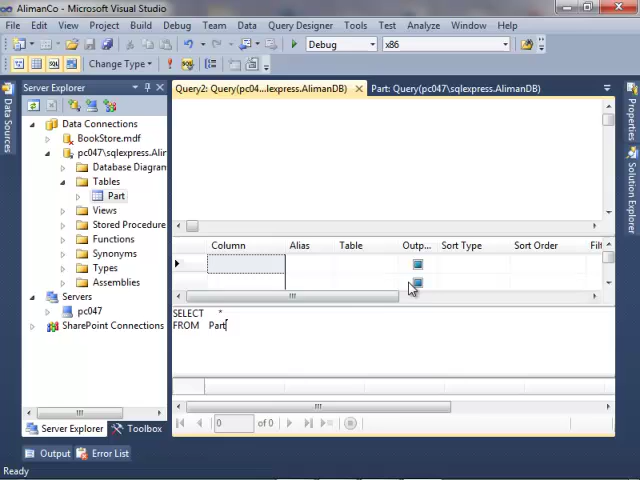 AlimanCo - Microsoft Visual Studio
File Edit View Project Build Debug Team Data Query Designer Tools Test Analyze Window Help
Debug x86
Change Type
Server Explorer
Query2: Query(pc04...lexpress.AlimanDB) Part: Query(pc047\sqlexpress.AlimanDB)
Data Sources
Properties
Solution Explorer
Data Connections
BookStore.mdf
pc047\sqlexpress.Alir
Database Diagran
Tables
Part
Views
Stored Procedure
Functions
Synonyms
Types
Assemblies
Servers
pc047
SharePoint Connections
Column Alias Table Outp... Sort Type Sort Order Filt
SELECT *
FROM Part
0 of 0
Server Explorer Toolbox
Output Error List
Ready